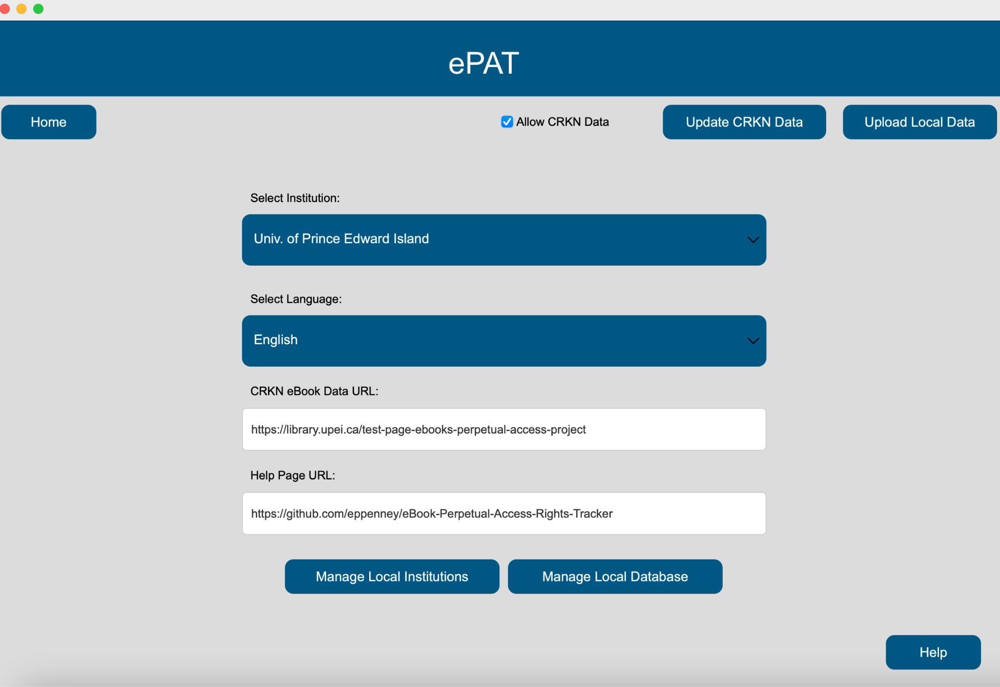 ePAT
Home
Allow CRKN Data
Update CRKN Data
Upload Local Data
Select Institution:
Univ. of Prince Edward Island
Select Language:
English
CRKN eBook Data URL:
https://library.upei.ca/test-page-ebooks-perpetual-access-project
Help Page URL:
https://github.com/eppenney/eBook-Perpetual-Access-Rights-Tracker
Manage Local Institutions
Manage Local Database
Help